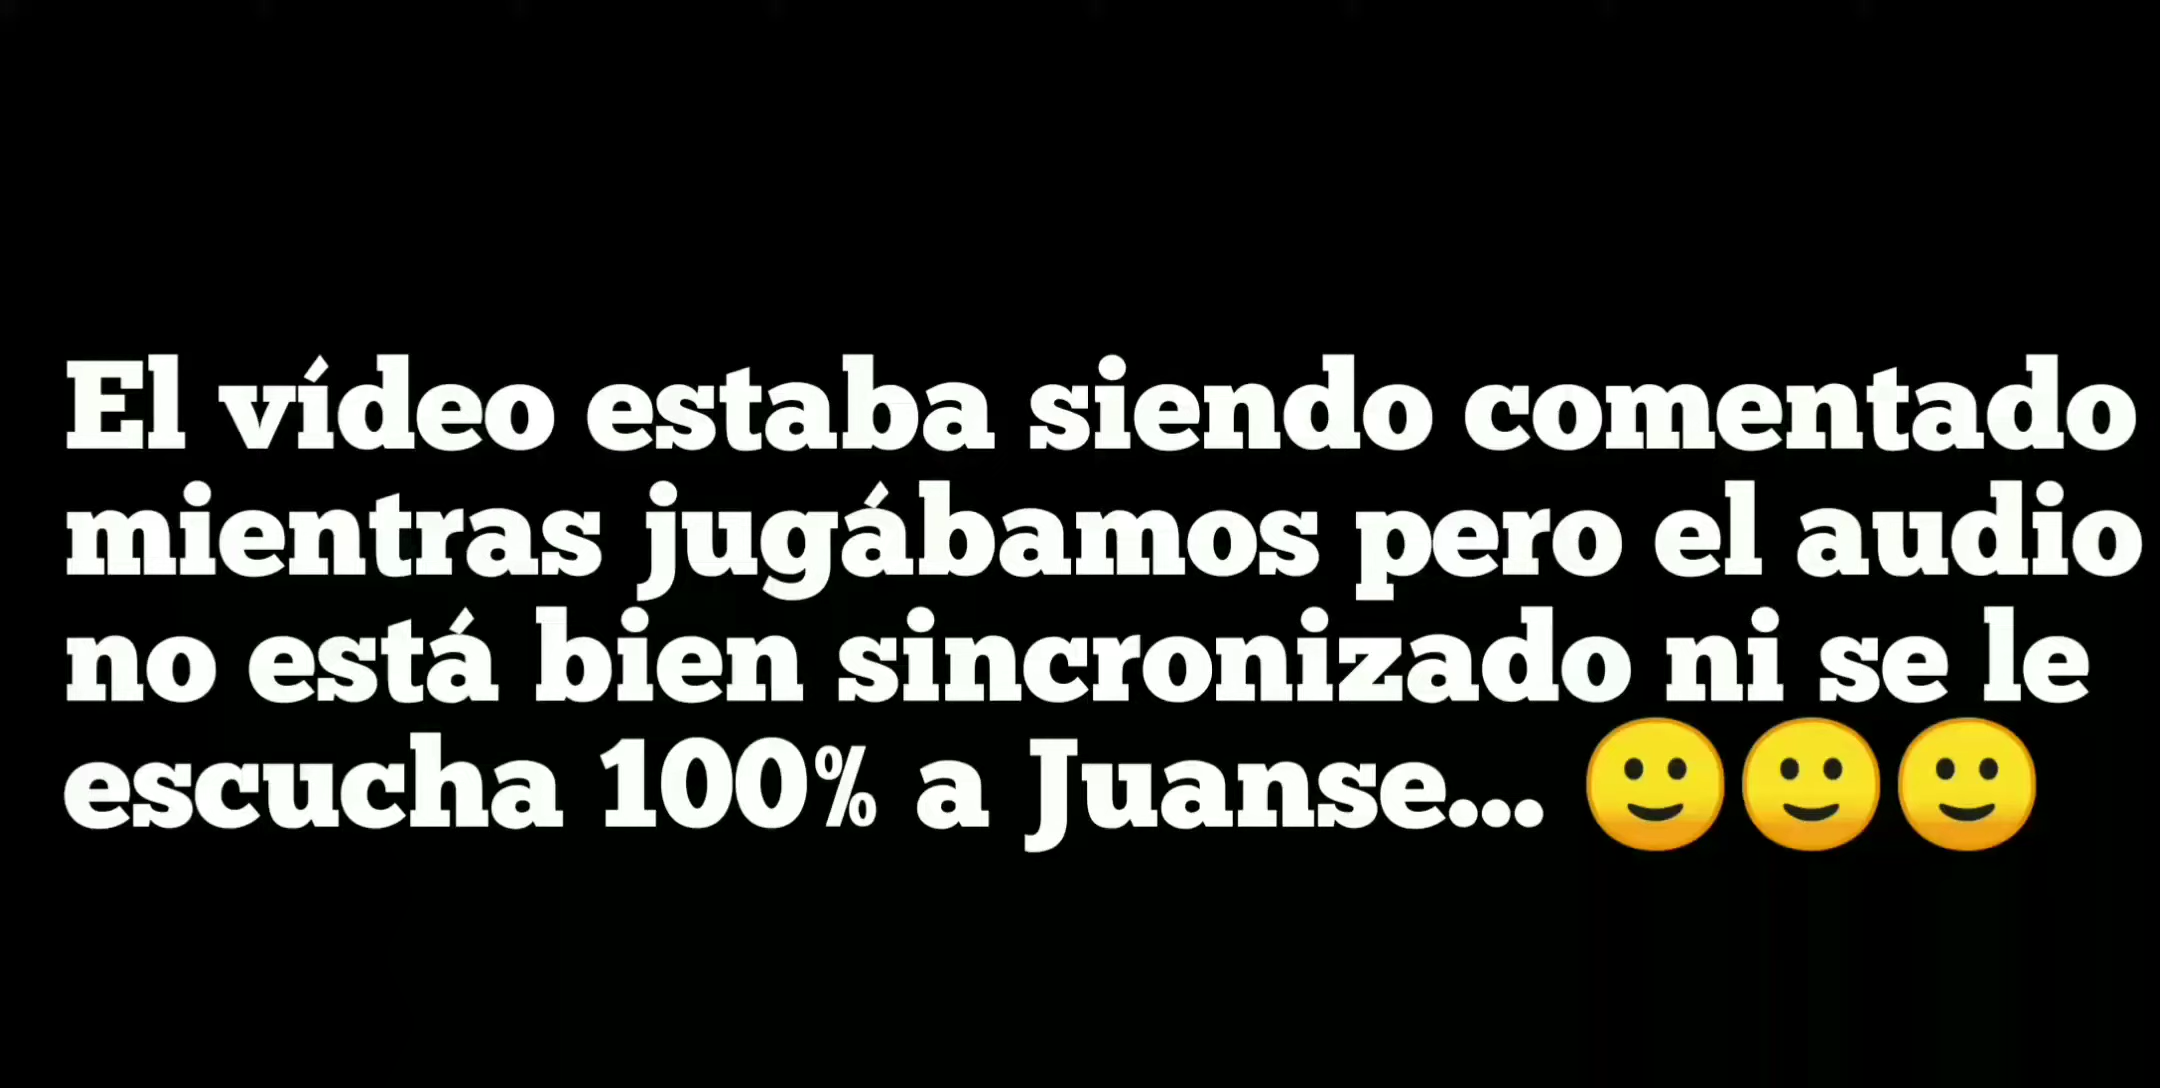 El vídeo estaba siendo comentado
mientras jugábamos pero el audio
no está bien sincronizado ni se le
escucha 100% a Juanse... 🙂🙂🙂